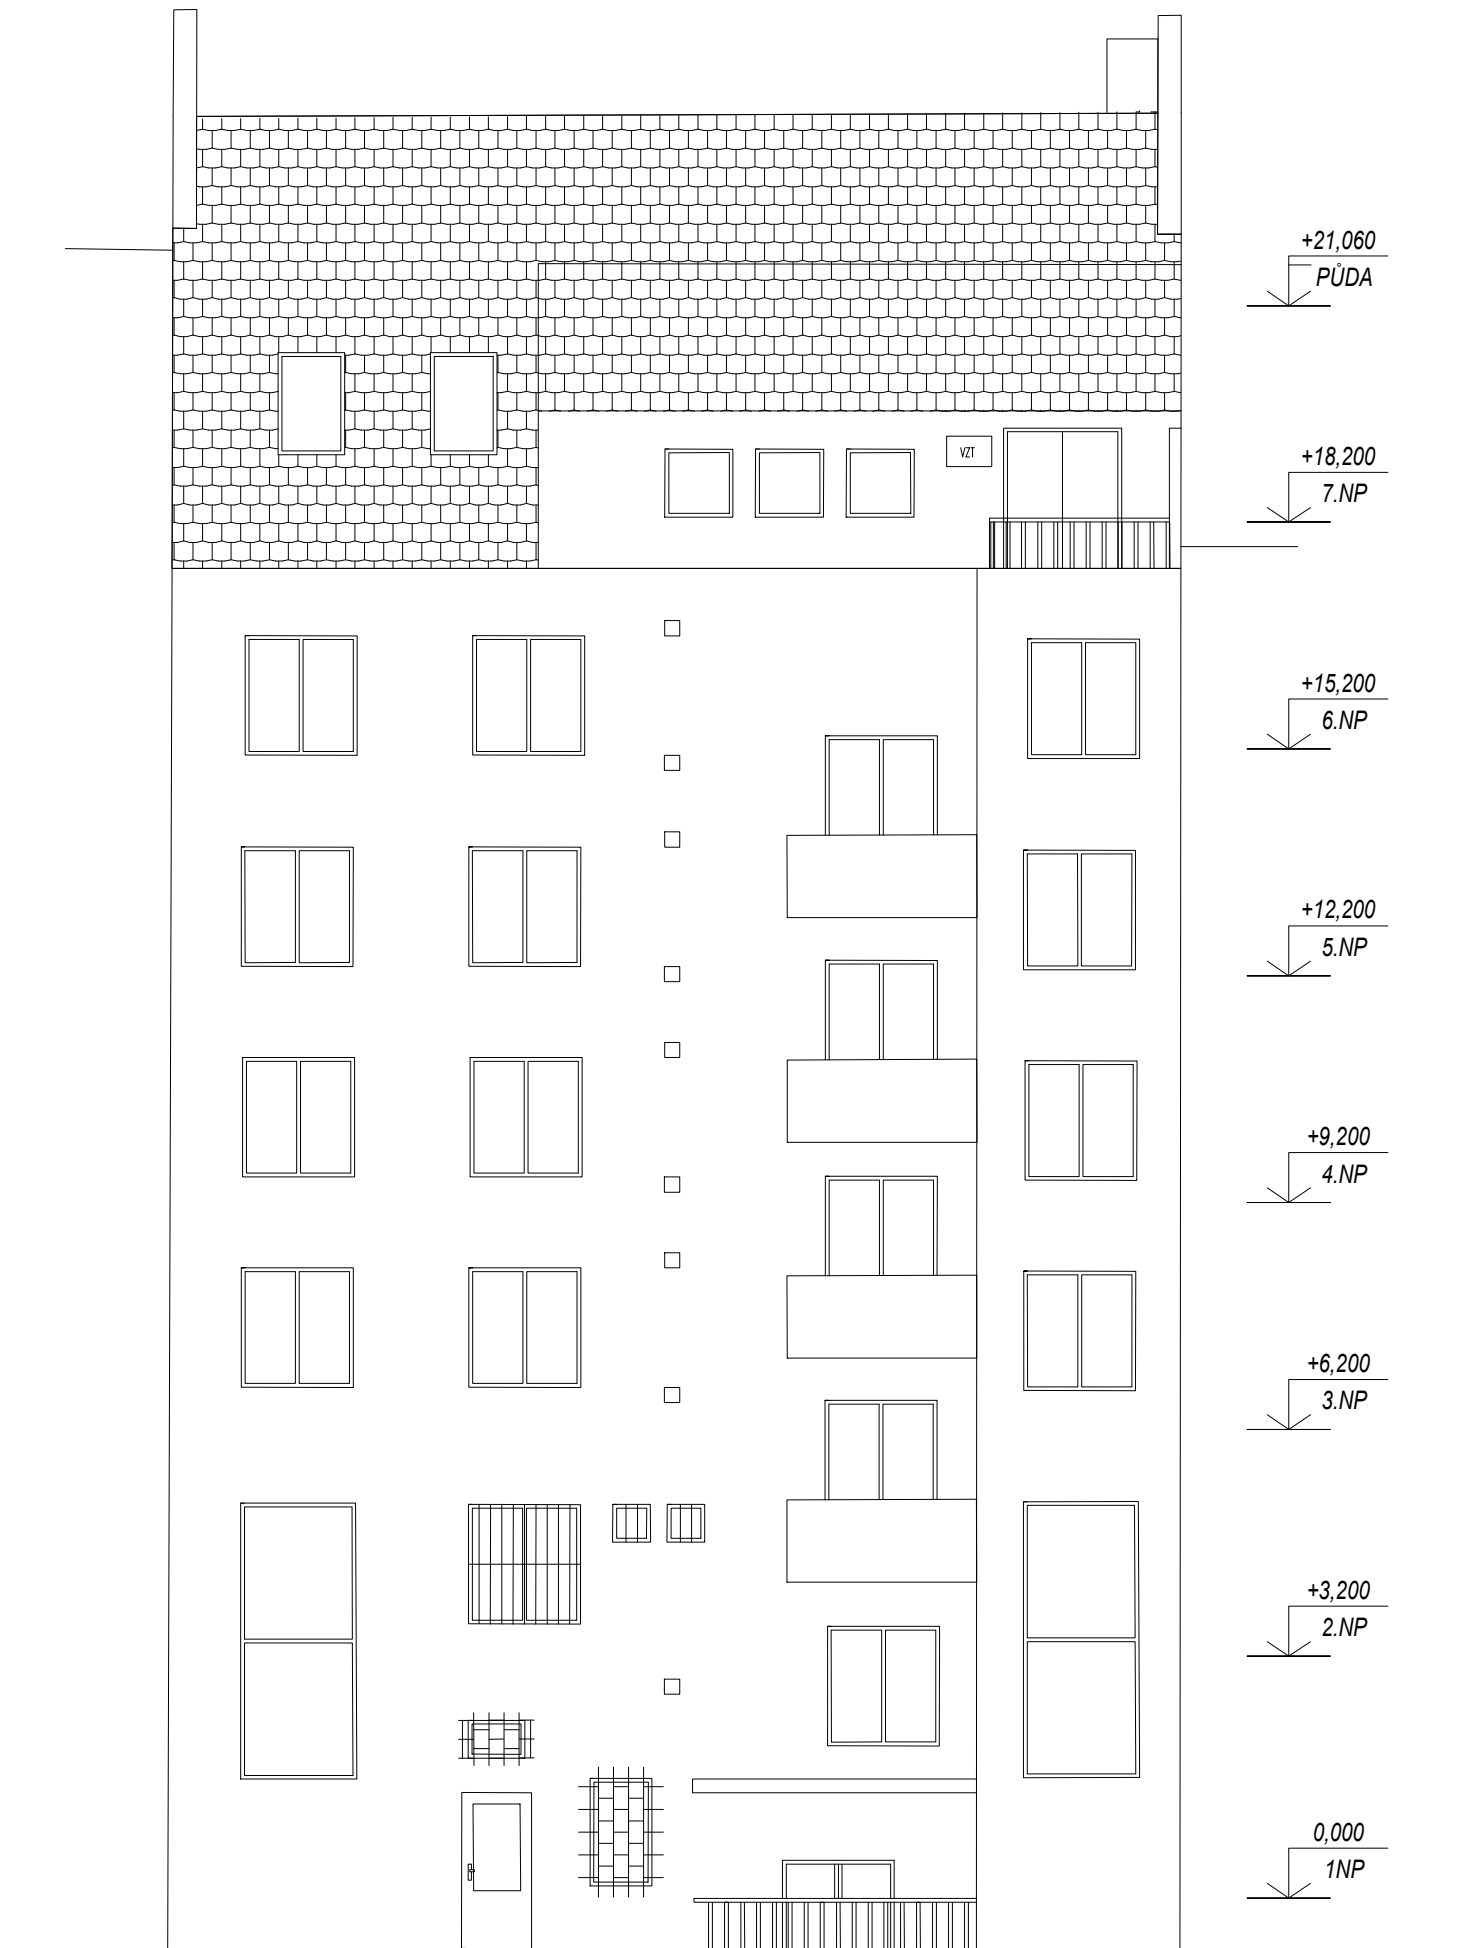 +21,060
PŮDA
VZT
+18,200
7.NP
+15,200
6.NP
+12,200
5.NP
+9,200
4.NP
+6,200
3.NP
+3,200
2.NP
0,000
1NP